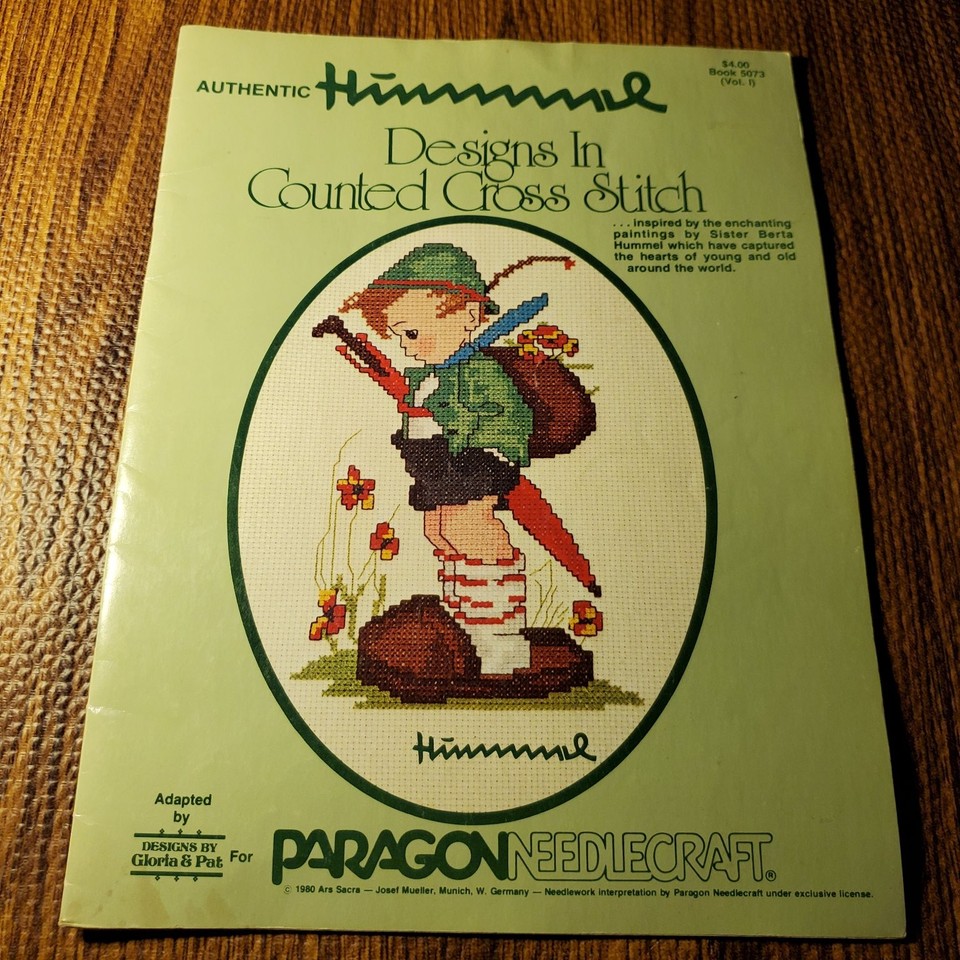 AUTHENTIC Hummel
$4.00
Book 5073
(Vol. I)
Designs In
Counted Cross Stitch
. . . inspired by the enchanting
paintings by Sister Berta
Hummel which have captured
the hearts of young and old
around the world.
Hummel
Adapted
by
DESIGNS BY
Gloria & Pat
For
PARAGON NEEDLECRAFT®
© 1980 Ars Sacra — Josef Mueller, Munich, W. Germany — Needlework interpretation by Paragon Needlecraft under exclusive license.